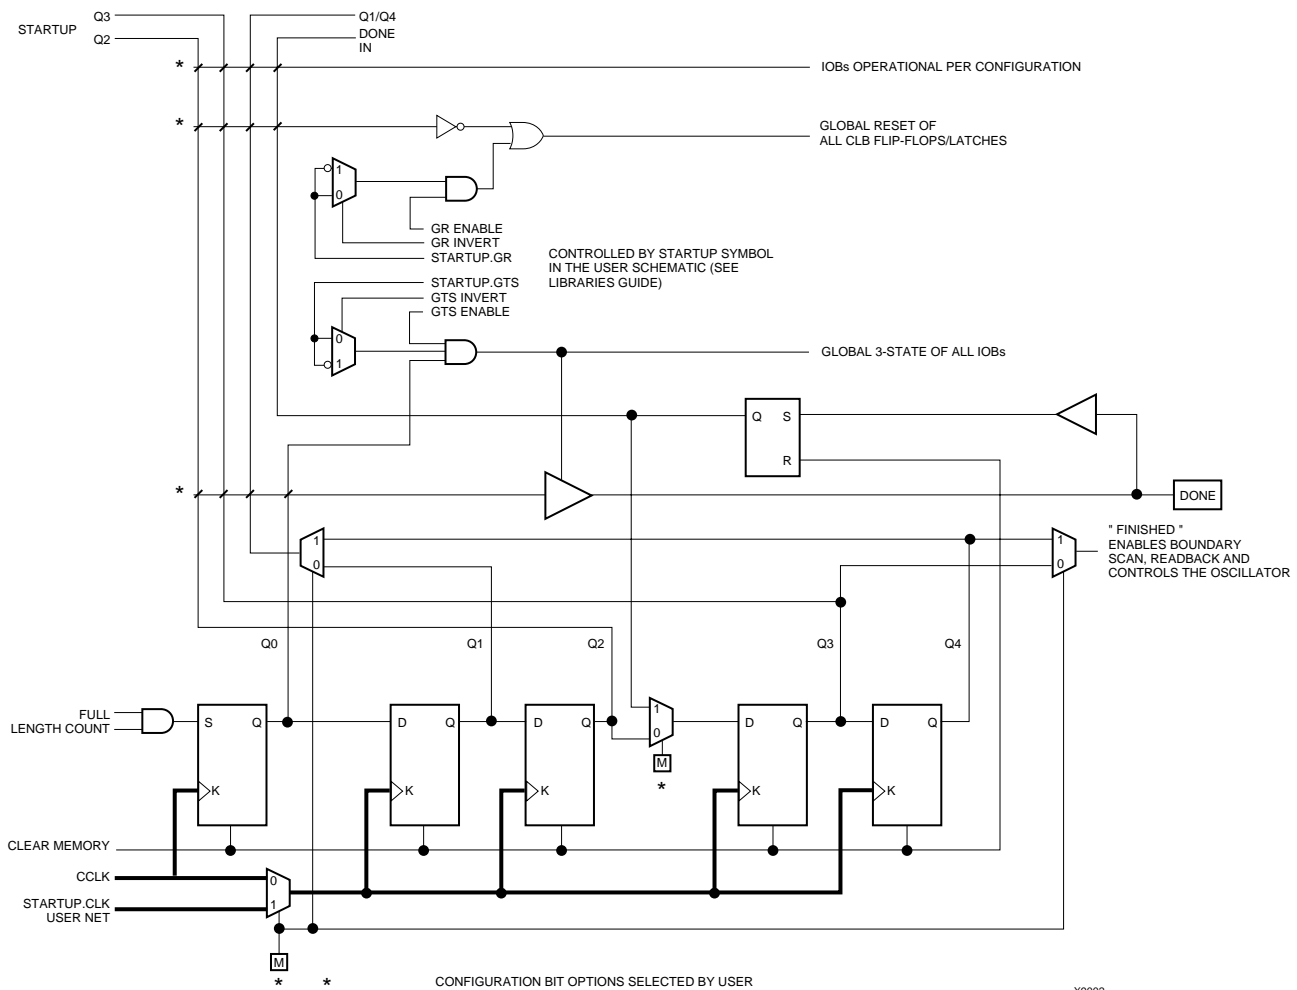 Q3
STARTUP
Q2
Q1/Q4
DONE
IN
*
IOBs OPERATIONAL PER CONFIGURATION
*
GLOBAL RESET OF
ALL CLB FLIP-FLOPS/LATCHES
1
0
GR ENABLE
GR INVERT
STARTUP.GR
CONTROLLED BY STARTUP SYMBOL
IN THE USER SCHEMATIC (SEE
LIBRARIES GUIDE)
STARTUP.GTS
GTS INVERT
GTS ENABLE
0
1
GLOBAL 3-STATE OF ALL IOBs
Q S
R
*
DONE
1
0
1
0
" FINISHED "
ENABLES BOUNDARY
SCAN, READBACK AND
CONTROLS THE OSCILLATOR
Q0
Q1
Q2
Q3
Q4
FULL
LENGTH COUNT
S Q
K
D Q
K
D Q
K
1
0
M
*
D Q
K
D Q
K
CLEAR MEMORY
CCLK
STARTUP.CLK
USER NET
0
1
M
*
* CONFIGURATION BIT OPTIONS SELECTED BY USER